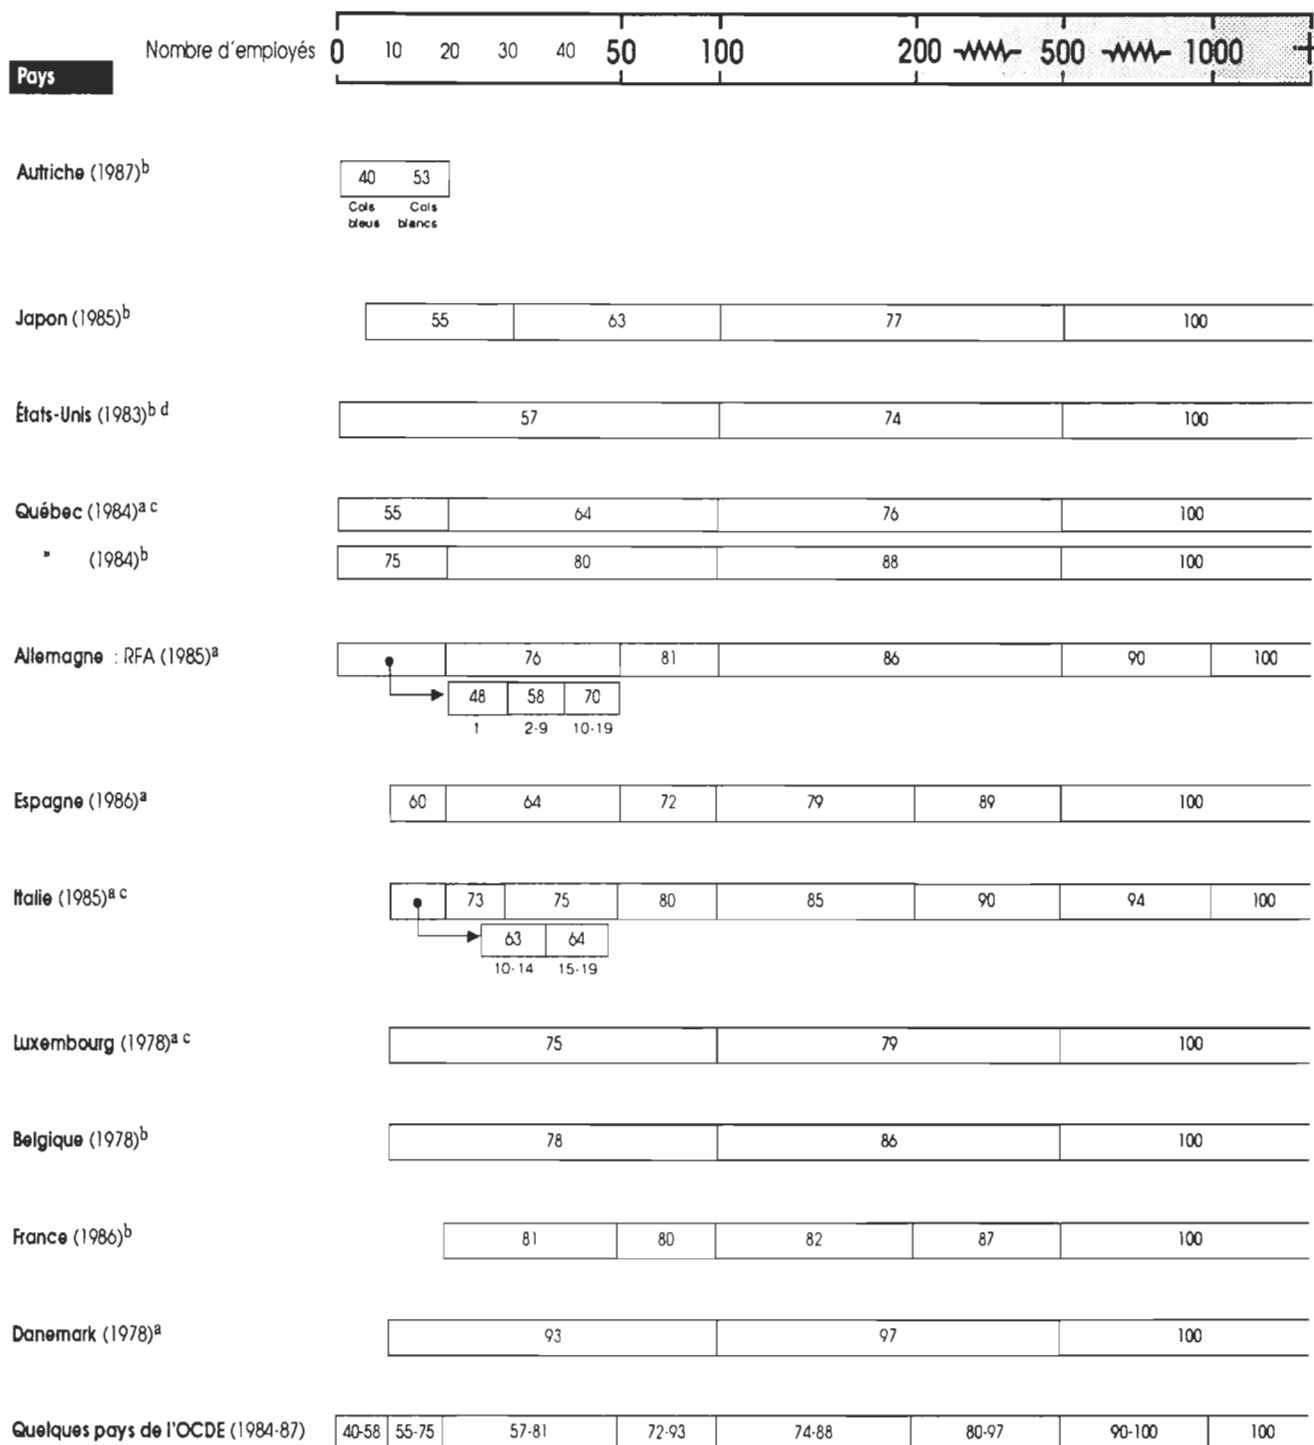 Nombre d'employés 0 10 20 30 40 50 100 200 500 1000 +
Pays
Autriche (1987)b 40 53
Cols bleus Cols blancs
Japon (1985)b 55 63 77 100
États-Unis (1983)b d 57 74 100
Québec (1984)a c 55 64 76 100
" (1984)b 75 80 88 100
Allemagne : RFA (1985)a 76 81 86 90 100
48 58 70
1 2-9 10-19
Espagne (1986)a 60 64 72 79 89 100
Italie (1985)a c 73 75 80 85 90 94 100
63 64
10-14 15-19
Luxembourg (1978)a c 75 79 100
Belgique (1978)b 78 86 100
France (1986)b 81 80 82 87 100
Danemark (1978)a 93 97 100
Quelques pays de l'OCDE (1984-87) 40-58 55-75 57-81 72-93 74-88 80-97 90-100 100